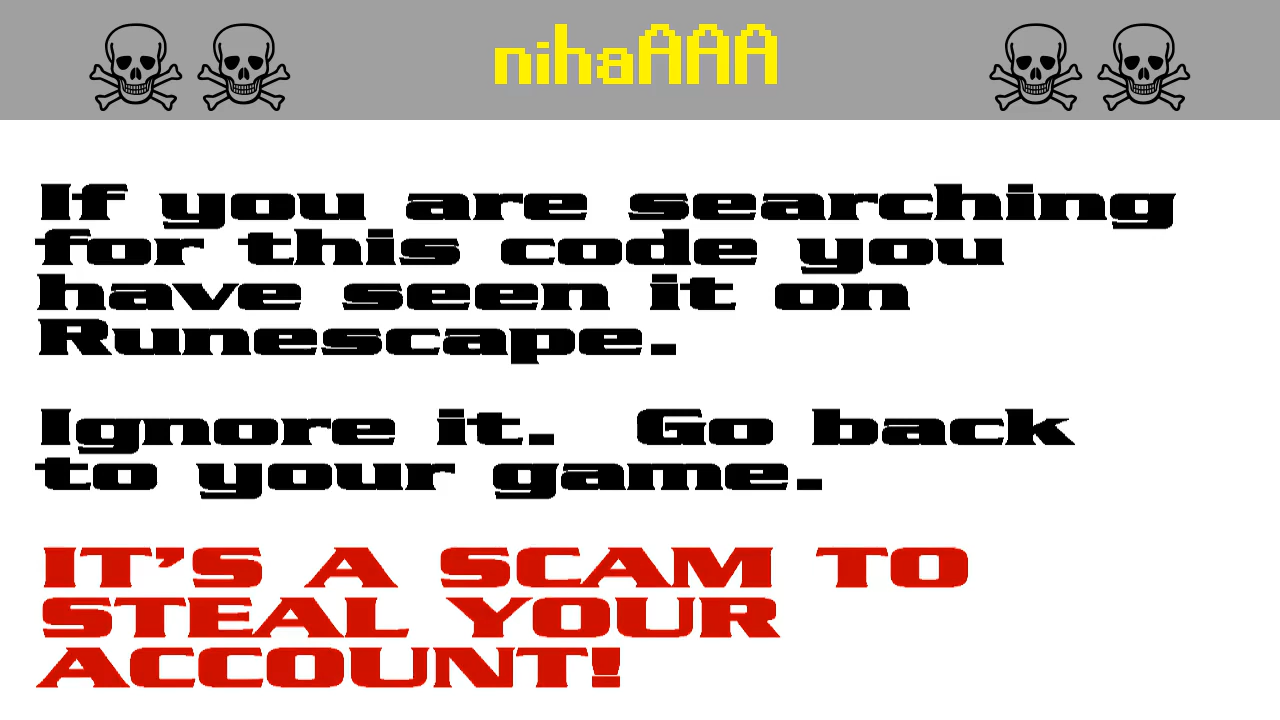 nihaAAA
If you are searching
for this code you
have seen it on
Runescape.
Ignore it.  Go back
to your game.
IT'S A SCAM TO
STEAL YOUR
ACCOUNT!